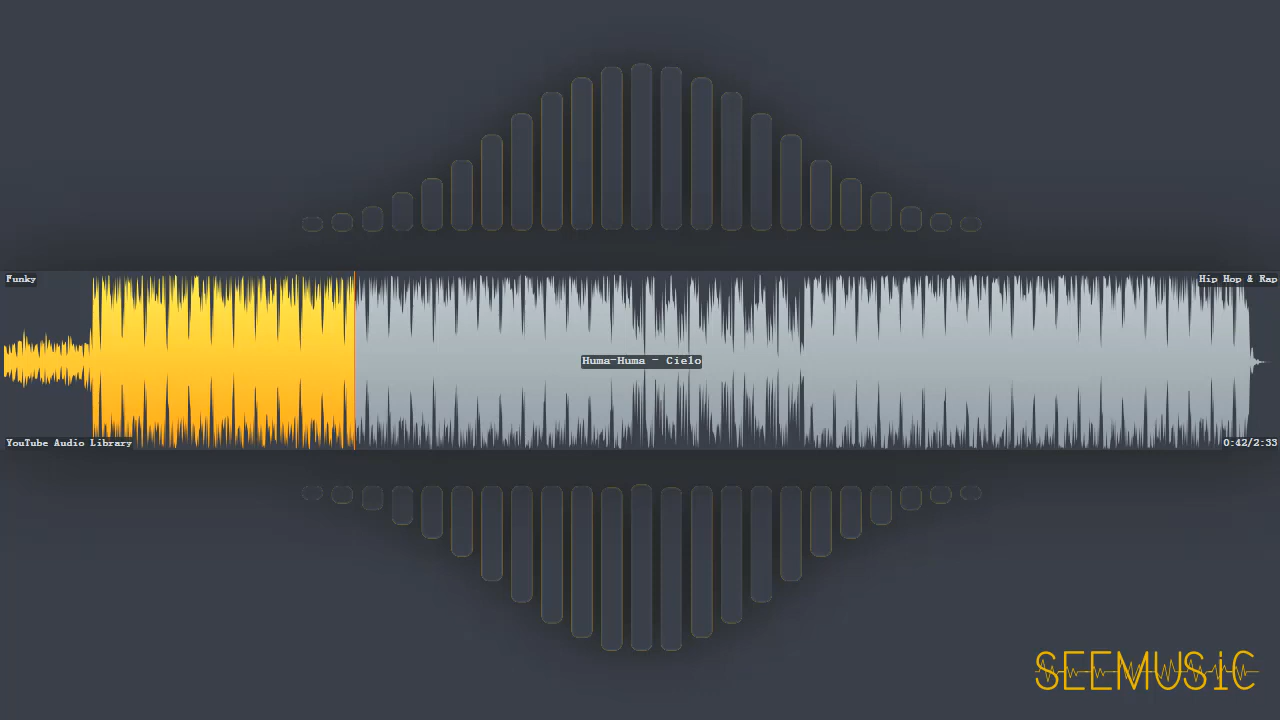 Funky
Hip Hop & Rap
Huma-Huma - Cielo
YouTube Audio Library
0:42/2:33
SEEMUSiC